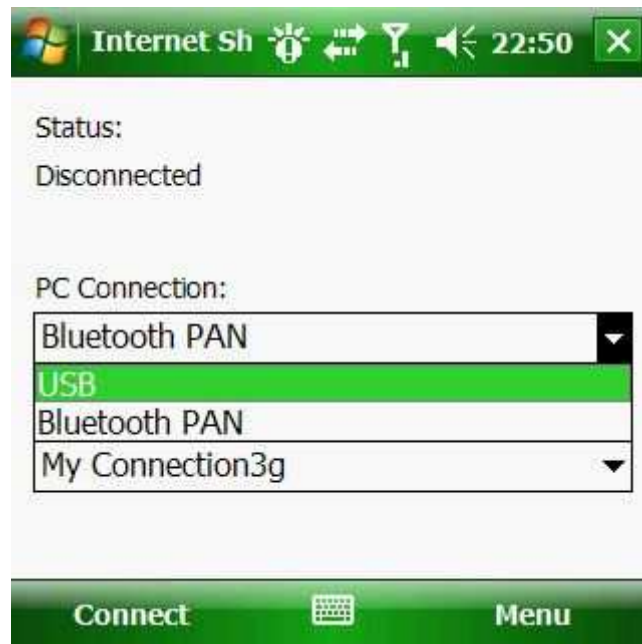 Internet Sh 22:50
Status:
Disconnected
PC Connection:
Bluetooth PAN
USB
Bluetooth PAN
My Connection3g
Connect Menu